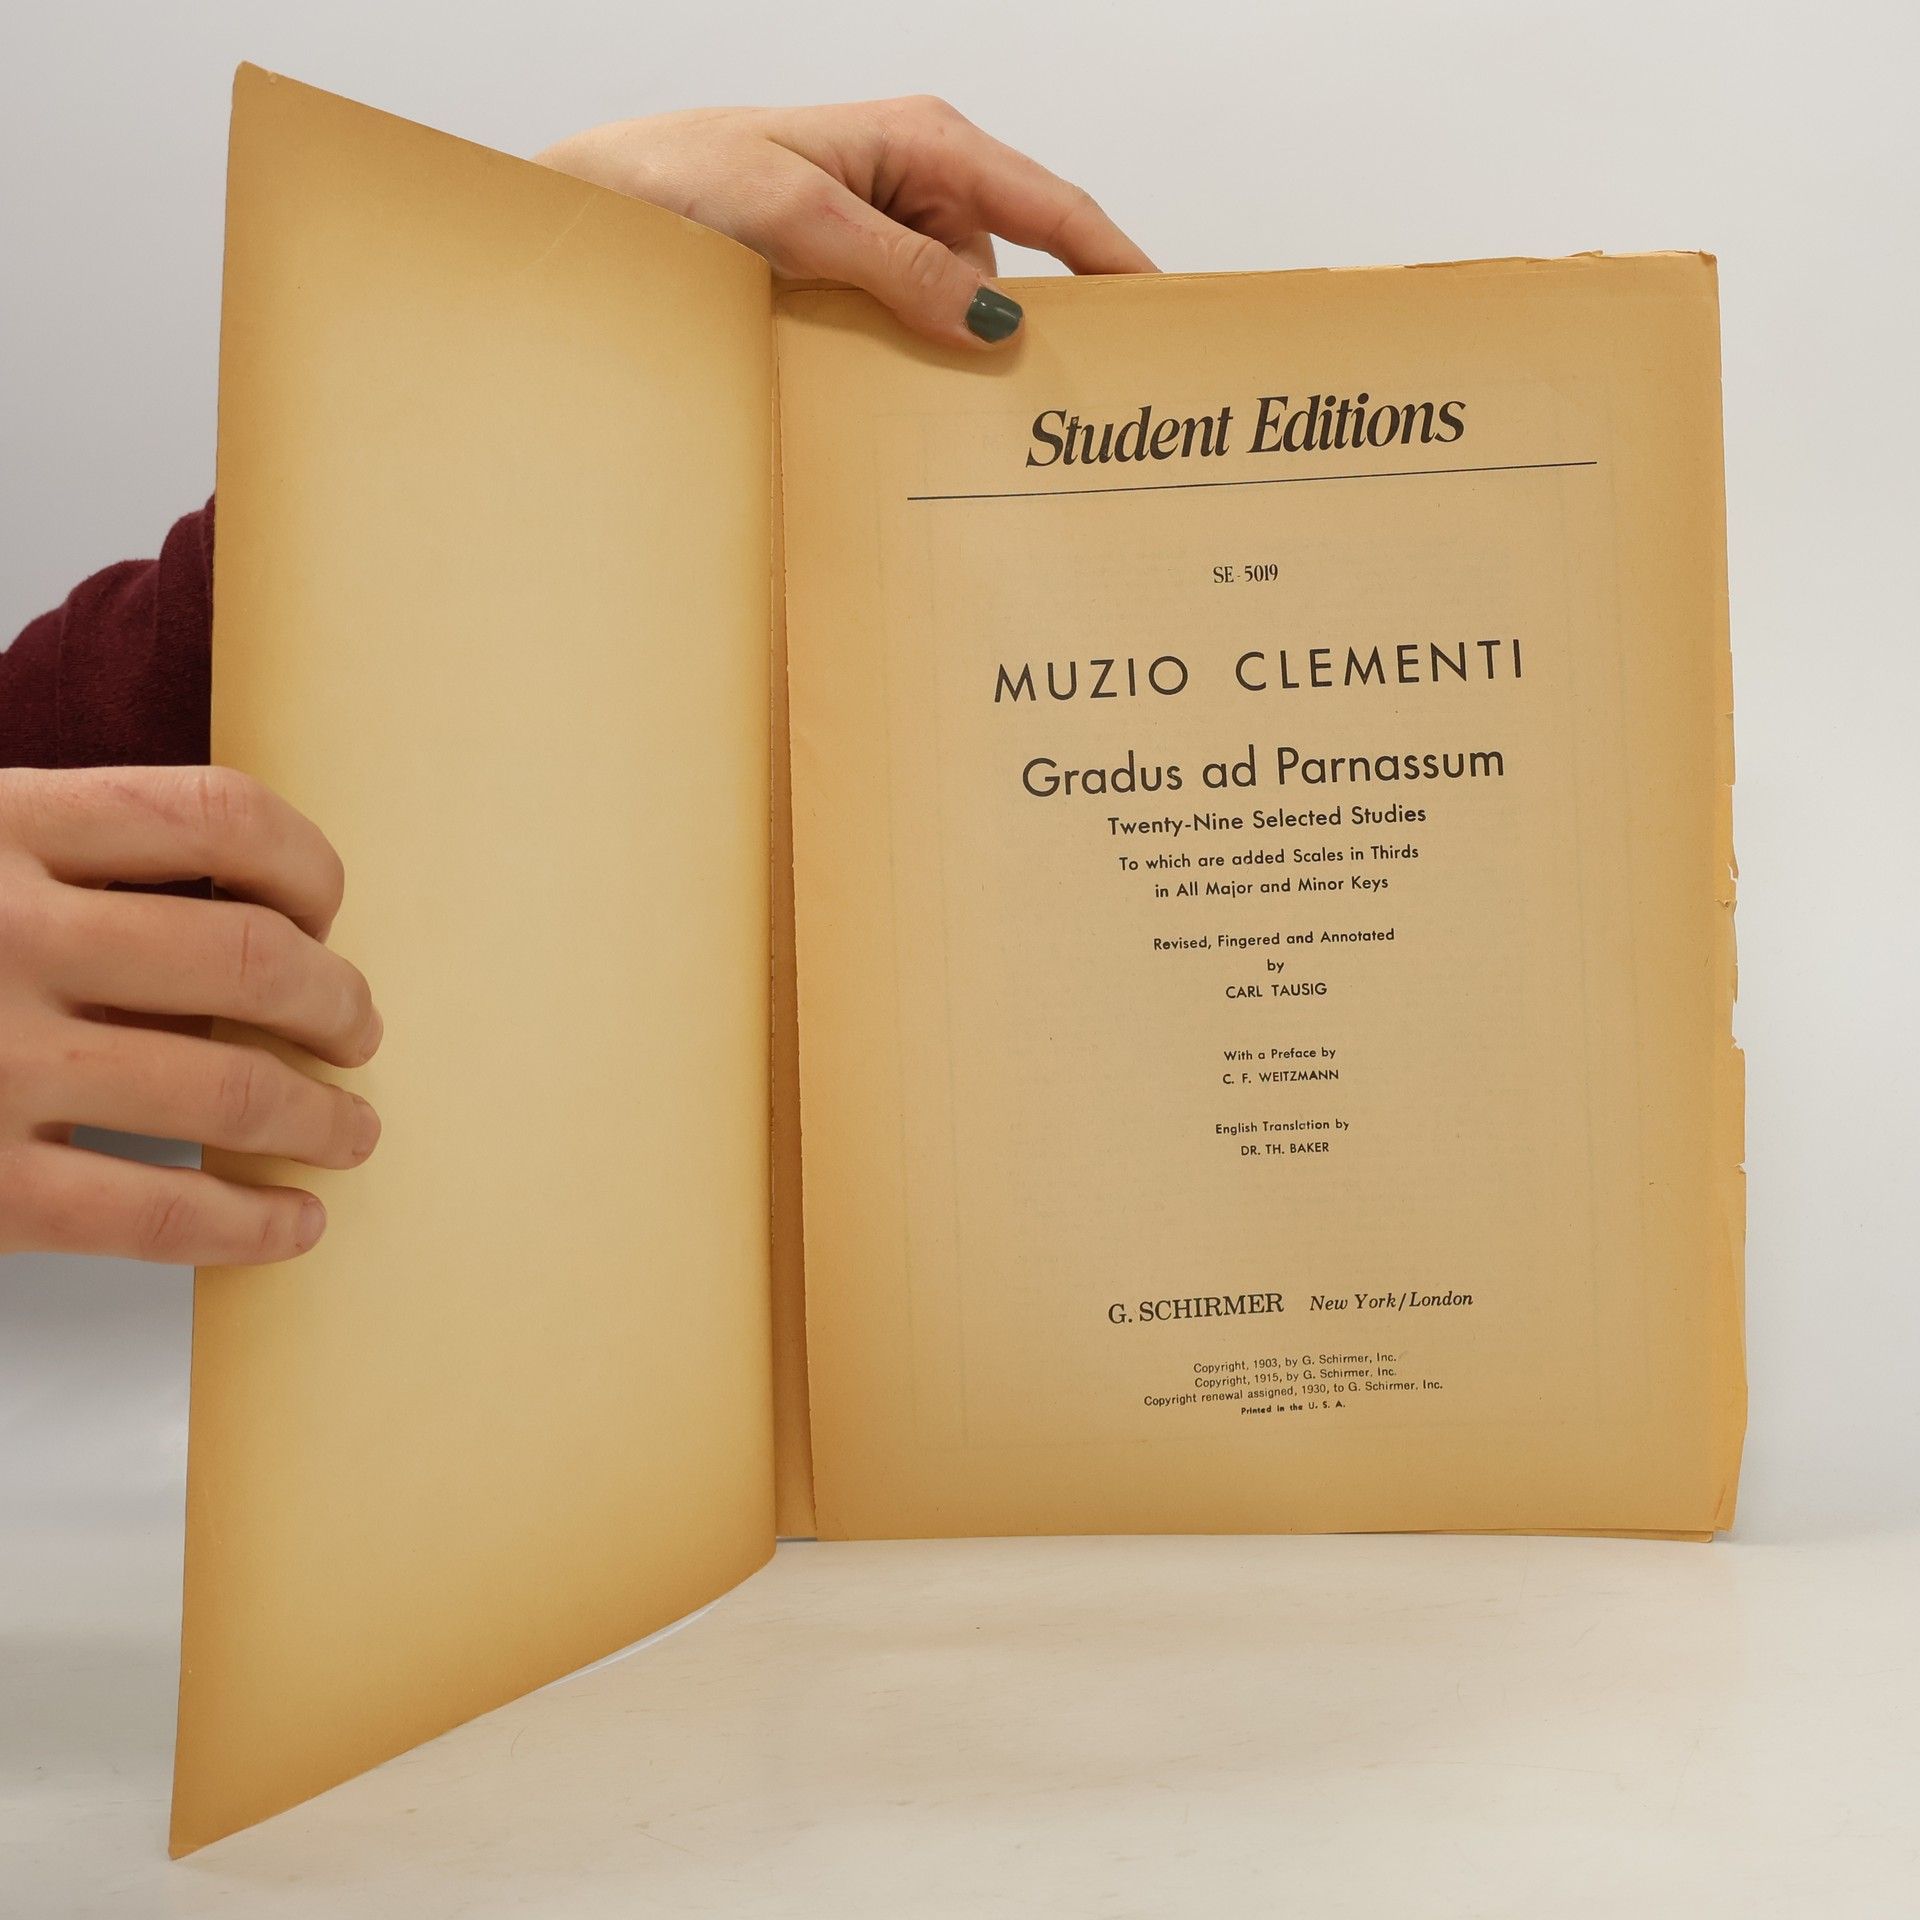 Student Editions
SE-5019
MUZIO CLEMENTI
Gradus ad Parnassum
Twenty-Nine Selected Studies
To which are added Scales in Thirds
in All Major and Minor Keys
Revised, Fingered and Annotated
by
CARL TAUSIG
With a Preface by
C. F. WEITZMANN
English Translation by
DR. TH. BAKER
G. SCHIRMER New York/London
Copyright, 1903, by G. Schirmer, Inc.
Copyright, 1915, by G. Schirmer, Inc.
Copyright renewal assigned, 1930, to G. Schirmer, Inc.
Printed in the U. S. A.